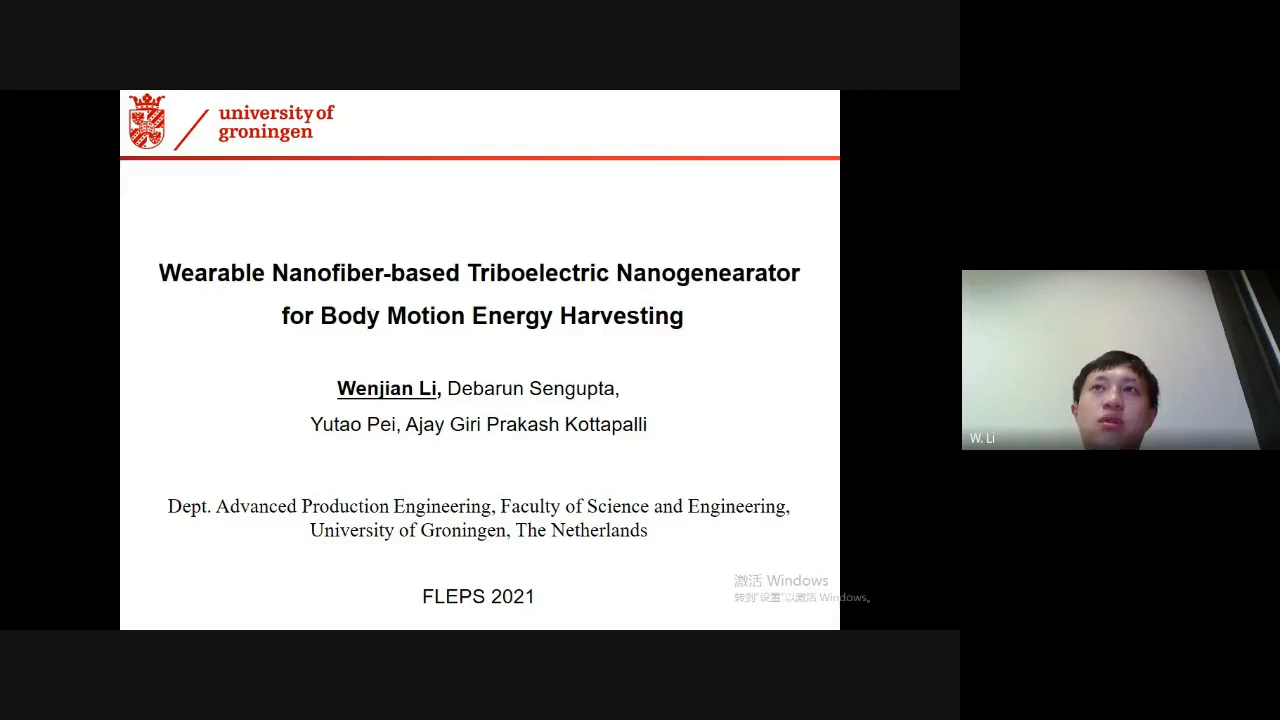 university of
groningen
Wearable Nanofiber-based Triboelectric Nanogenearator
for Body Motion Energy Harvesting
Wenjian Li, Debarun Sengupta,
Yutao Pei, Ajay Giri Prakash Kottapalli
Dept. Advanced Production Engineering, Faculty of Science and Engineering,
University of Groningen, The Netherlands
FLEPS 2021
激活 Windows
转到"设置"以激活 Windows。
W. Li